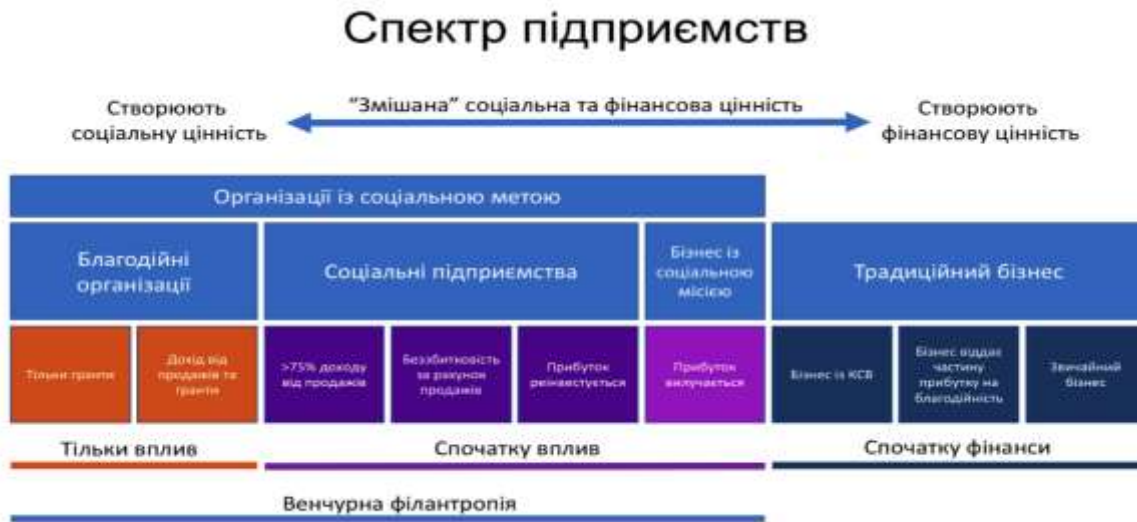 Спектр підприємств
Створюють
соціальну цінність
“Змішана” соціальна та фінансова цінність
Створюють
фінансову цінність
Організації із соціальною метою
Благодійні
організації
Соціальні підприємства
Бізнес із
соціальною
місією
Традиційний бізнес
Тільки гранти
Дохід від
продажів та
гранти
>75% доходу
від продажів
Беззбитковість
за рахунок
продажів
Прибуток
реінвестується
Прибуток
вилучається
Бізнес із КСВ
Бізнес віддає
частину
прибутку на
благодійність
Звичайний
бізнес
Тільки вплив
Спочатку вплив
Спочатку фінанси
Венчурна філантропія